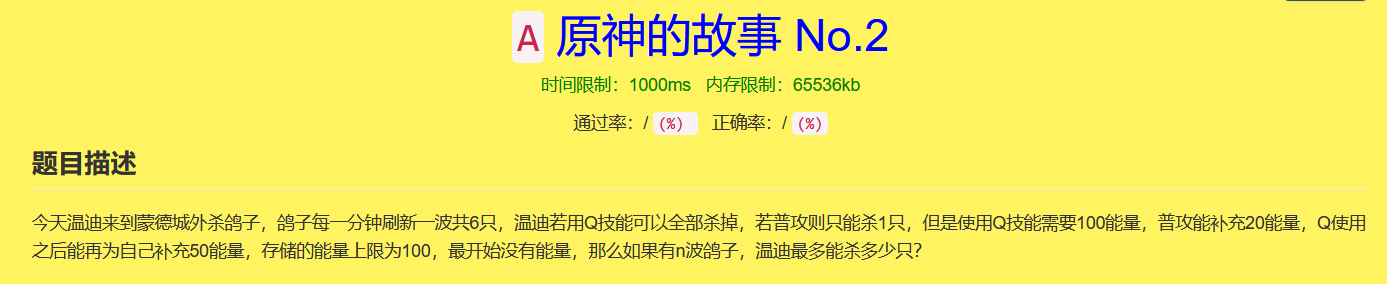 A 原神的故事 No.2
时间限制：1000ms 内存限制：65536kb
通过率：/ (%) 正确率：/ (%)
题目描述
今天温迪来到蒙德城外杀鸽子，鸽子每一分钟刷新一波共6只，温迪若用Q技能可以全部杀掉，若普攻则只能杀1只，但是使用Q技能需要100能量，普攻能补充20能量，Q使用
之后能再为自己补充50能量，存储的能量上限为100，最开始没有能量，那么如果有n波鸽子，温迪最多能杀多少只？